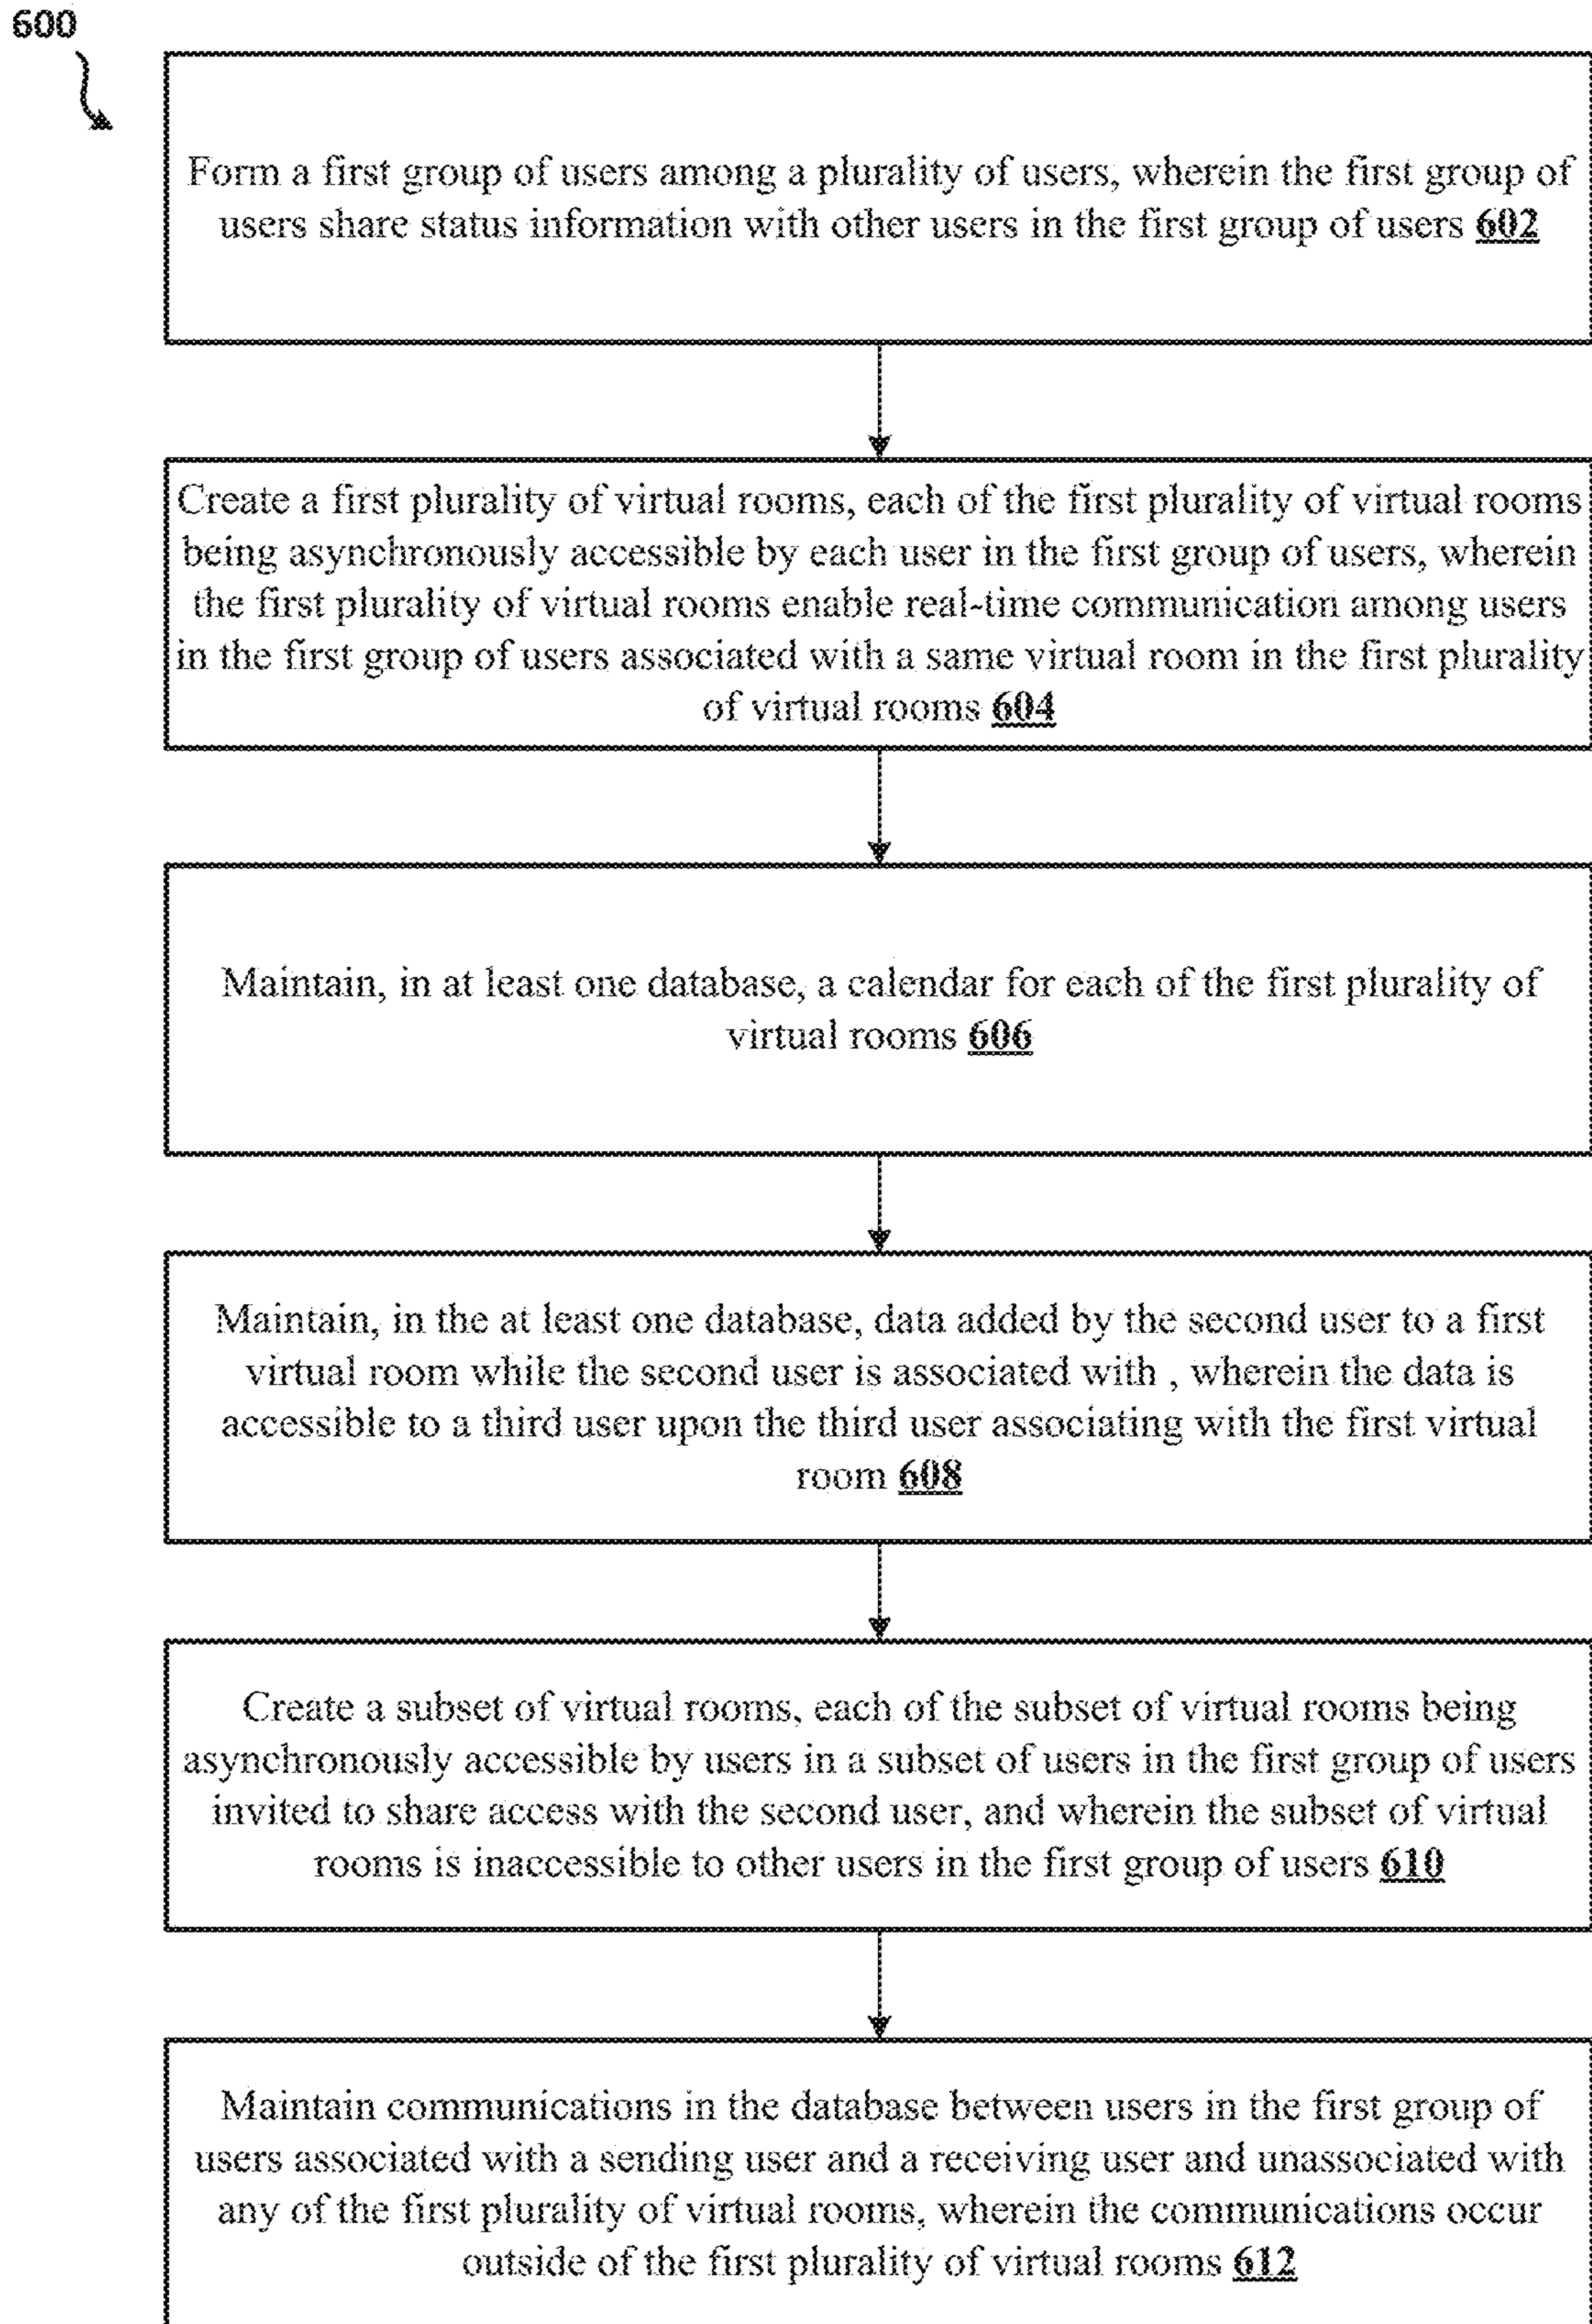 600
Form a first group of users among a plurality of users, wherein the first group of
users share status information with other users in the first group of users 602
Create a first plurality of virtual rooms, each of the first plurality of virtual rooms
being asynchronously accessible by each user in the first group of users, wherein
the first plurality of virtual rooms enable real-time communication among users
in the first group of users associated with a same virtual room in the first plurality
of virtual rooms 604
Maintain, in at least one database, a calendar for each of the first plurality of
virtual rooms 606
Maintain, in the at least one database, data added by the second user to a first
virtual room while the second user is associated with , wherein the data is
accessible to a third user upon the third user associating with the first virtual
room 608
Create a subset of virtual rooms, each of the subset of virtual rooms being
asynchronously accessible by users in a subset of users in the first group of users
invited to share access with the second user, and wherein the subset of virtual
rooms is inaccessible to other users in the first group of users 610
Maintain communications in the database between users in the first group of
users associated with a sending user and a receiving user and unassociated with
any of the first plurality of virtual rooms, wherein the communications occur
outside of the first plurality of virtual rooms 612